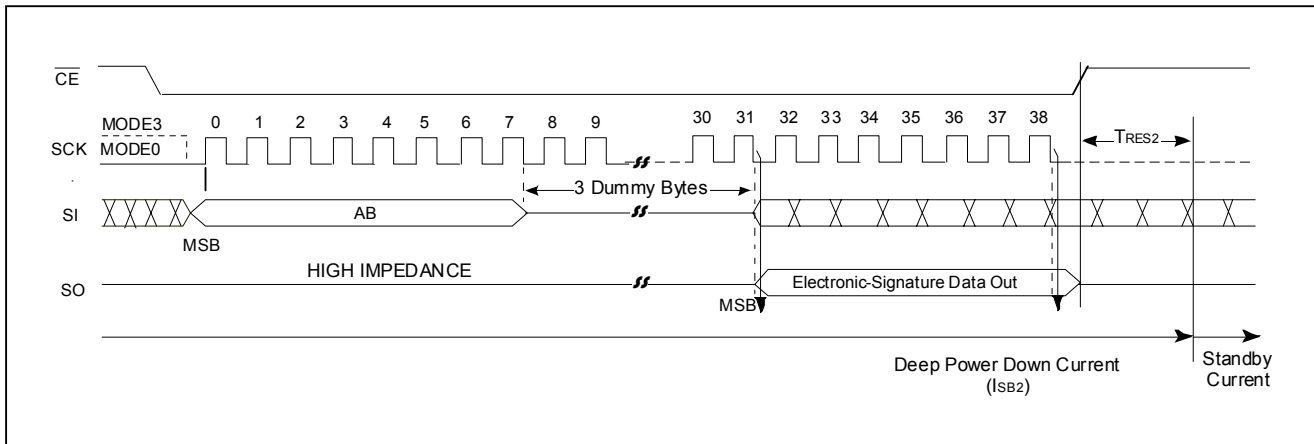 CE
MODE3
0 1 2 3 4 5 6 7 8 9 30 31 32 33 34 35 36 37 38
SCK MODE0
TRES2
3 Dummy Bytes
SI
AB
MSB
HIGH IMPEDANCE
SO
Electronic-Signature Data Out
MSB
Deep Power Down Current
(ISB2)
Standby
Current